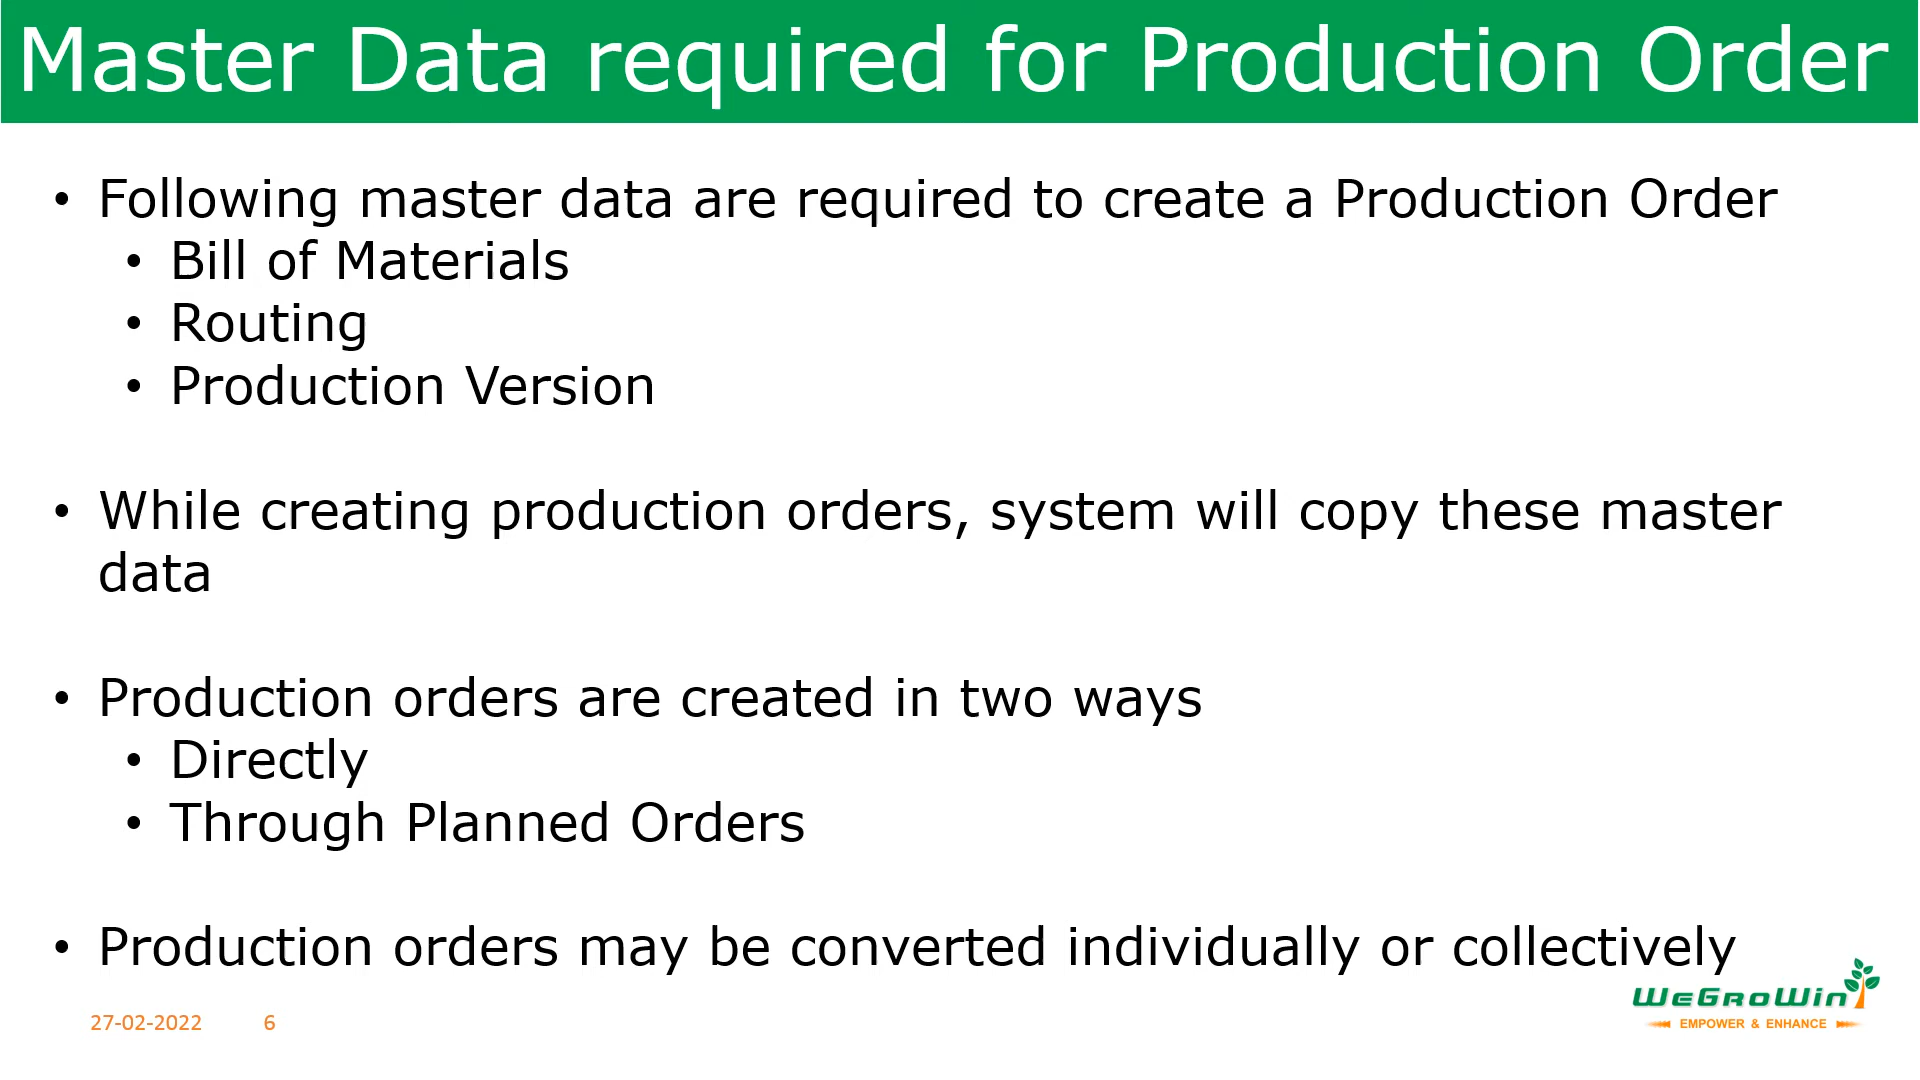 Master Data required for Production Order
• Following master data are required to create a Production Order
• Bill of Materials
• Routing
• Production Version
• While creating production orders, system will copy these master
data
• Production orders are created in two ways
• Directly
• Through Planned Orders
• Production orders may be converted individually or collectively
WeGroWin
EMPOWER & ENHANCE
27-02-2022 6